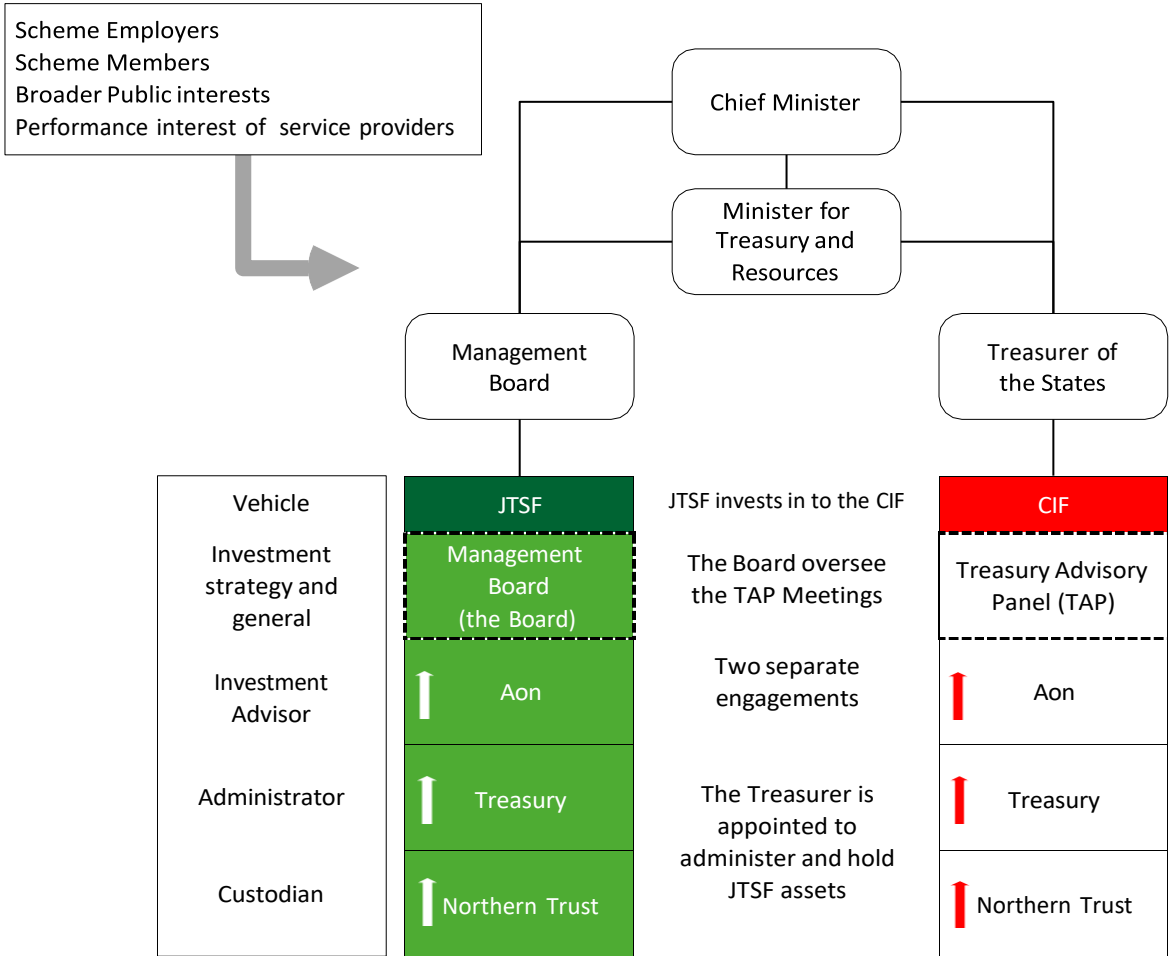 Scheme Employers
Scheme Members
Broader Public interests
Performance interest of service providers
Chief Minister
Minister for
Treasury and
Resources
Management
Board
Treasurer of
the States
Vehicle
JTSF
JTSF invests in to the CIF
CIF
Investment
strategy and
general
Management
Board
(the Board)
The Board oversee
the TAP Meetings
Treasury Advisory
Panel (TAP)
Investment
Advisor
Aon
Two separate
engagements
Aon
Administrator
Treasury
The Treasurer is
appointed to
administer and hold
JTSF assets
Treasury
Custodian
Northern Trust
Northern Trust